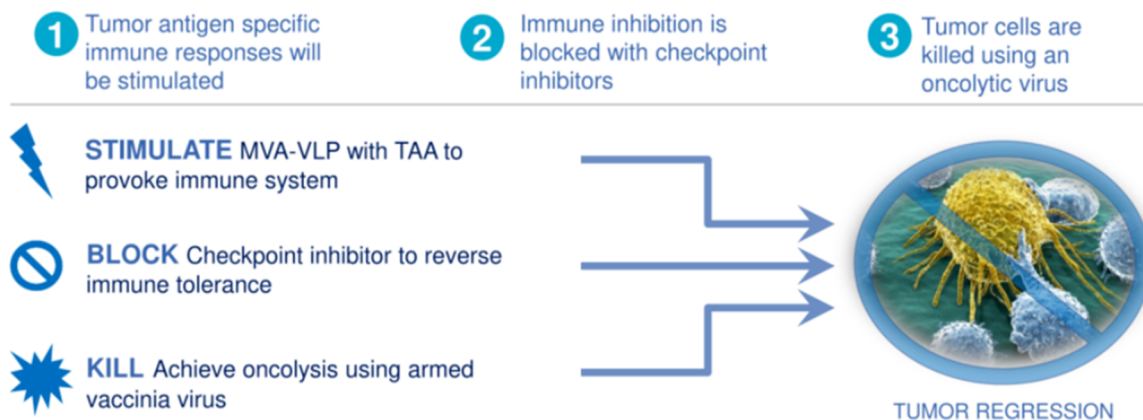 1 Tumor antigen specific
immune responses will
be stimulated
2 Immune inhibition is
blocked with checkpoint
inhibitors
3 Tumor cells are
killed using an
oncolytic virus
STIMULATE MVA-VLP with TAA to
provoke immune system
BLOCK Checkpoint inhibitor to reverse
immune tolerance
KILL Achieve oncolysis using armed
vaccinia virus
TUMOR REGRESSION